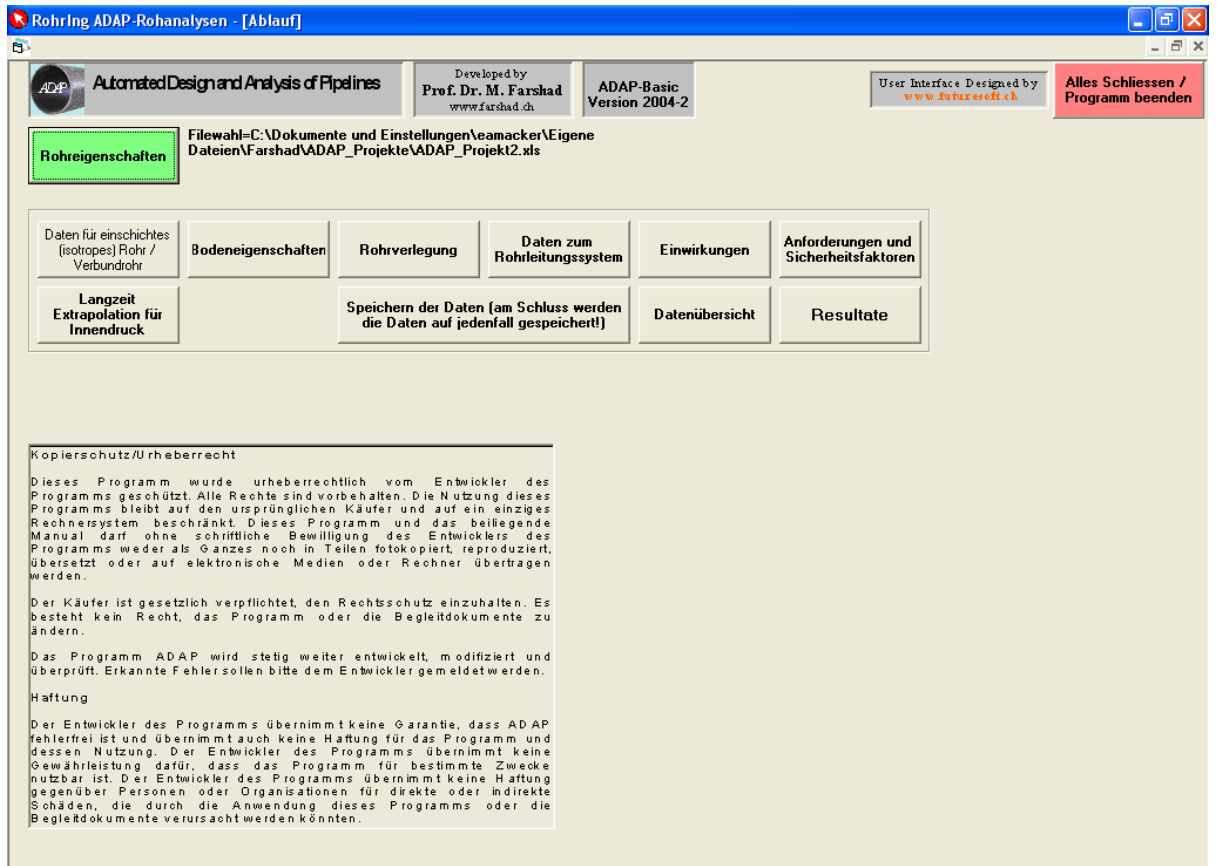 RohrIng ADAP-Rohanalysen - [Ablauf]
ADAP
Automated Design and Analysis of Pipelines
Developed by
Prof. Dr. M. Farshad
www.farshad.ch
ADAP-Basic
Version 2004-2
User Interface Designed by
www.futuresoft.ch
Alles Schliessen /
Programm beenden
Rohreigenschaften
Filewahl=C:\Dokumente und Einstellungen\eamacker\Eigene
Dateien\Farshad\ADAP_Projekte\ADAP_Projekt2.xls
Daten für einschichtes
(isotropes) Rohr /
Verbundrohr
Bodeneigenschaften
Rohrverlegung
Daten zum
Rohrleitungssystem
Einwirkungen
Anforderungen und
Sicherheitsfaktoren
Langzeit
Extrapolation für
Innendruck
Speichern der Daten (am Schluss werden
die Daten auf jedenfall gespeichert!)
Datenübersicht
Resultate
Kopierschutz/Urheberrecht
Dieses Programm wurde urheberrechtlich vom Entwickler des
Programms geschützt. Alle Rechte sind vorbehalten. Die Nutzung dieses
Programms bleibt auf den ursprünglichen Käufer und auf ein einziges
Rechnersystem beschränkt. Dieses Programm und das beiliegende
Manual darf ohne schriftliche Bewilligung des Entwicklers des
Programms weder als Ganzes noch in Teilen fotokopiert, reproduziert,
übersetzt oder auf elektronische Medien oder Rechner übertragen
werden.
Der Käufer ist gesetzlich verpflichtet, den Rechtsschutz einzuhalten. Es
besteht kein Recht, das Programm oder die Begleitdokumente zu
ändern.
Das Programm ADAP wird stetig weiter entwickelt, modifiziert und
überprüft. Erkannte Fehler sollen bitte dem Entwickler gemeldet werden.
Haftung
Der Entwickler des Programms übernimmt keine Garantie, dass ADAP
fehlerfrei ist und übernimmt auch keine Haftung für das Programm und
dessen Nutzung. Der Entwickler des Programms übernimmt keine
Gewährleistung dafür, dass das Programm für bestimmte Zwecke
nutzbar ist. Der Entwickler des Programms übernimmt keine Haftung
gegenüber Personen oder Organisationen für direkte oder indirekte
Schäden, die durch die Anwendung dieses Programms oder die
Begleitdokumente verursacht werden könnten.